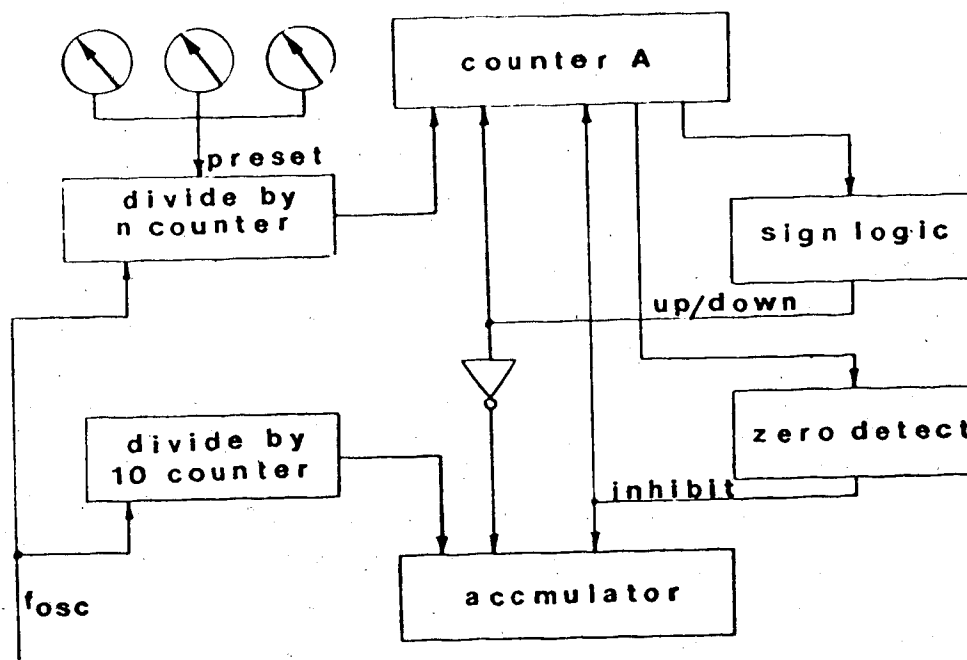 counter A
preset
divide by
n counter
sign logic
up/down
divide by
10 counter
zero detect
inhibit
fosc
accmulator